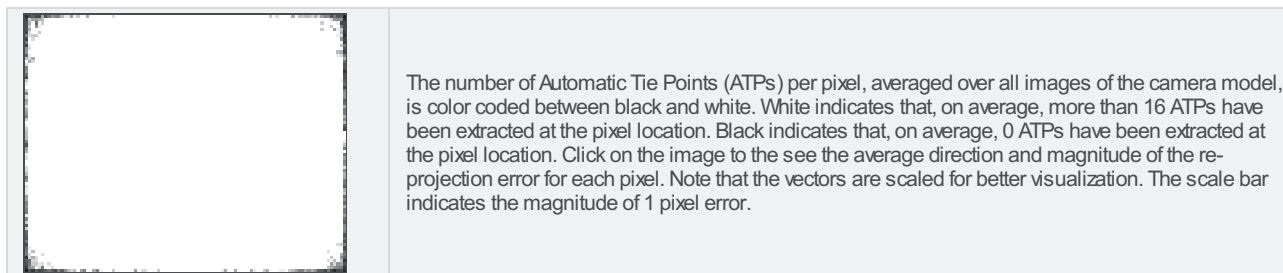 The number of Automatic Tie Points (ATPs) per pixel, averaged over all images of the camera model,
is color coded between black and white. White indicates that, on average, more than 16 ATPs have
been extracted at the pixel location. Black indicates that, on average, 0 ATPs have been extracted at
the pixel location. Click on the image to the see the average direction and magnitude of the re-
projection error for each pixel. Note that the vectors are scaled for better visualization. The scale bar
indicates the magnitude of 1 pixel error.